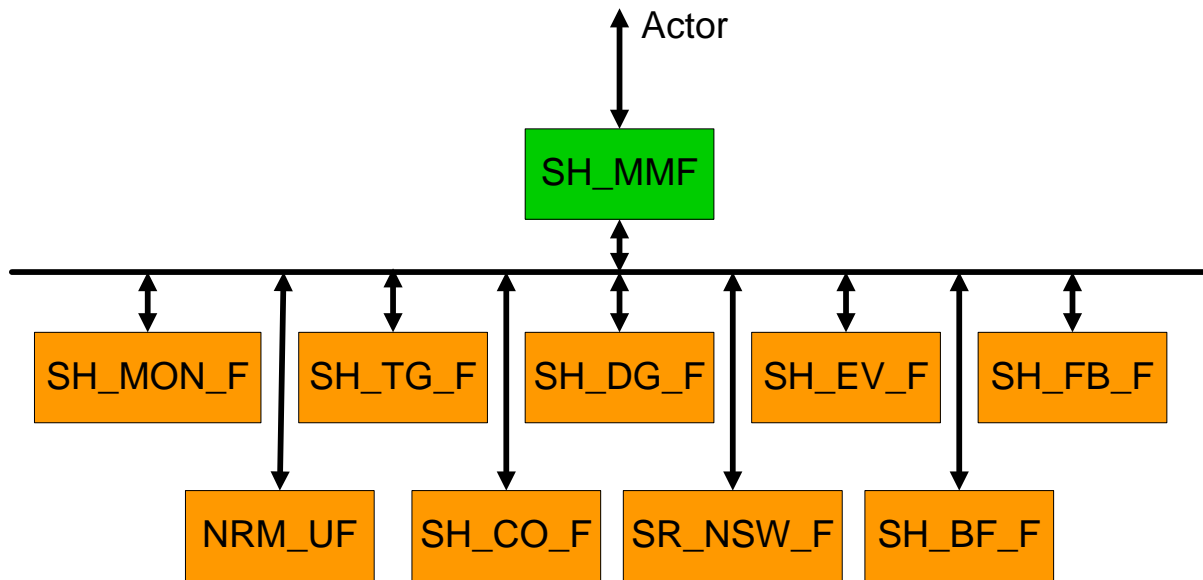 Actor
SH_MMF
SH_MON_F
SH_TG_F
SH_DG_F
SH_EV_F
SH_FB_F
NRM_UF
SH_CO_F
SR_NSW_F
SH_BF_F